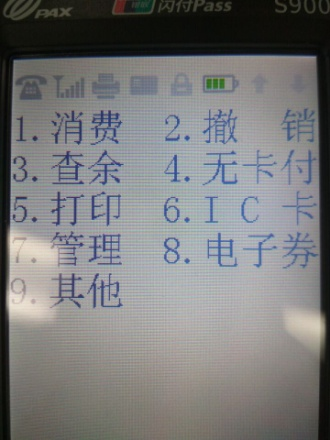 PAX 闪付Pass S900
1.消费 2.撤 销
3.查余 4.无卡付
5.打印 6.I C 卡
7.管理 8.电子券
9.其他